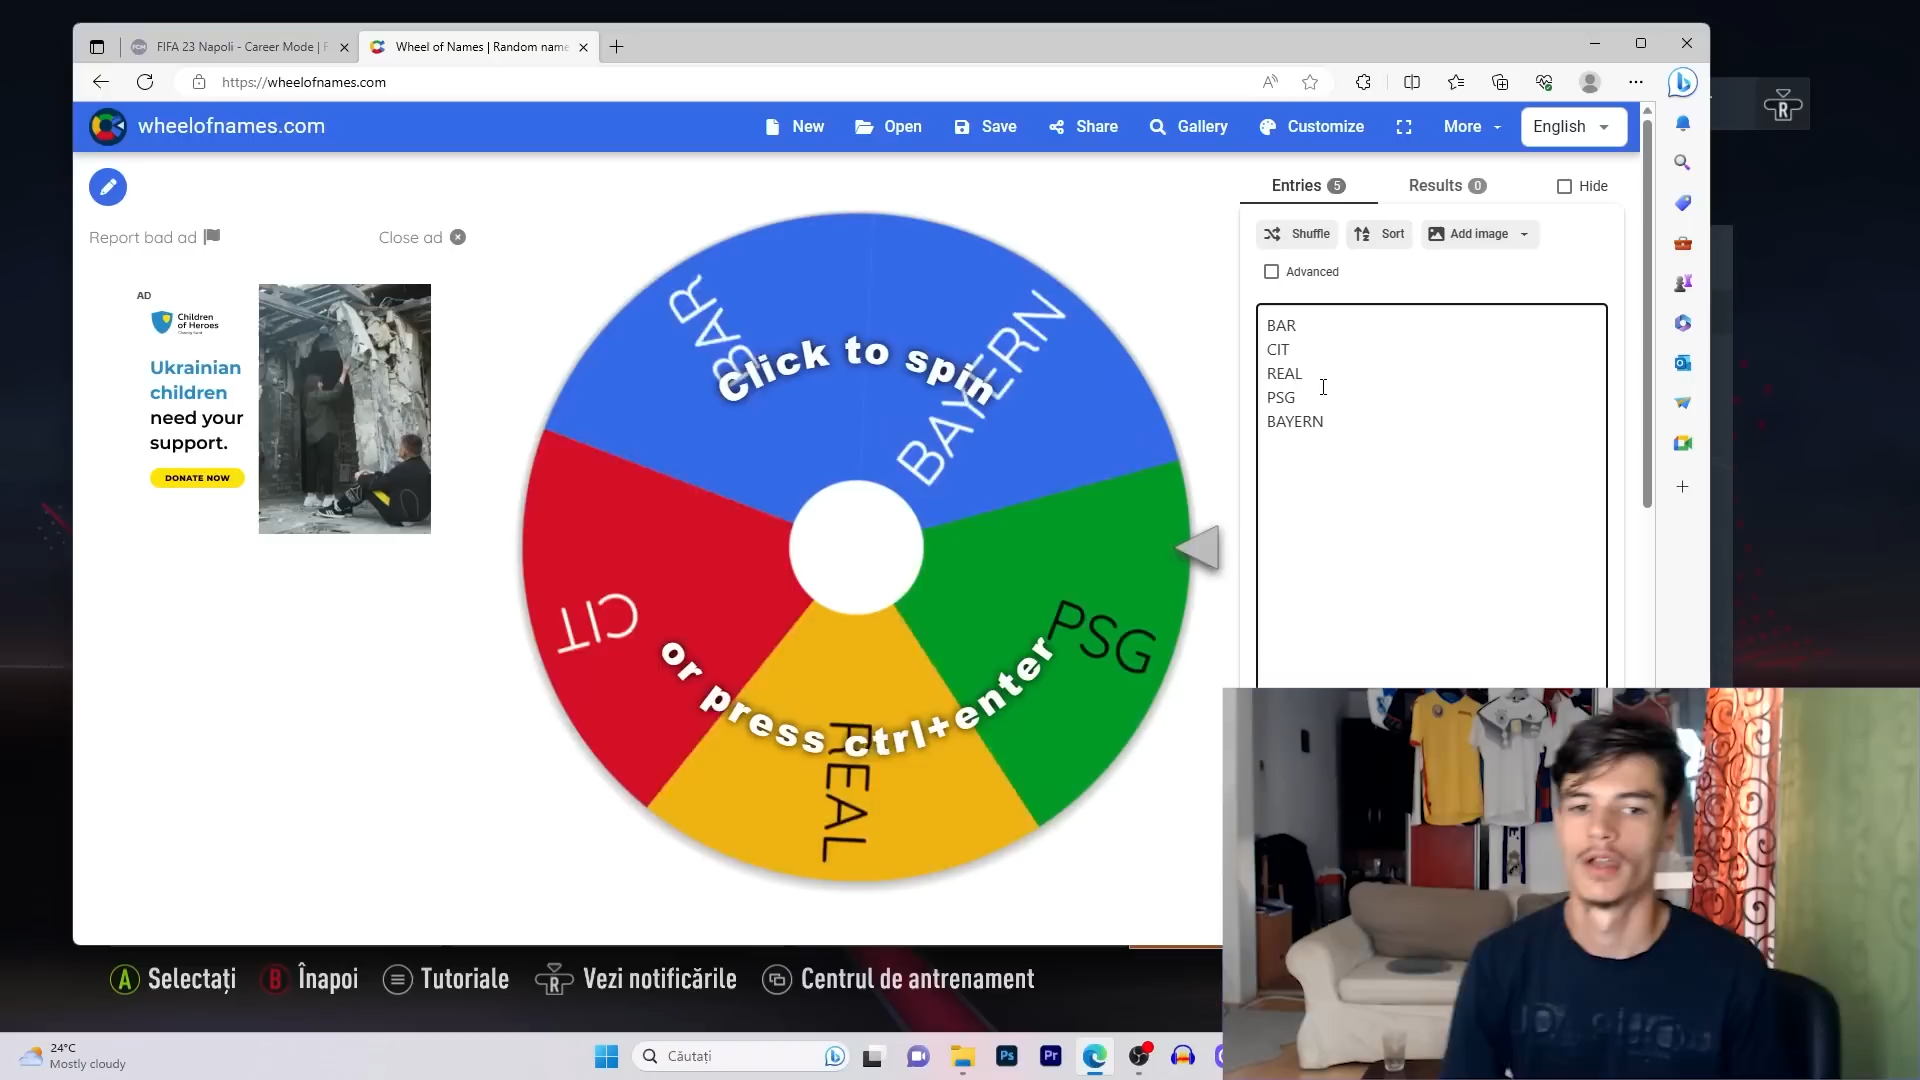 FIFA 23 Napoli - Career Mode | F
Wheel of Names | Random name
https://wheelofnames.com
wheelofnames.com
New
Open
Save
Share
Gallery
Customize
More
English
Entries 5
Results 0
Hide
Report bad ad
Close ad
Shuffle
Sort
Add image
Advanced
AD
Children
of Heroes
Ukrainian
children
need your
support.
DONATE NOW
BAR
CIT
REAL
PSG
BAYERN
BAR
BAYERN
CIT
PSG
REAL
Click to spin
or press ctrl+enter
A Selectați
B Înapoi
Tutoriale
R Vezi notificările
Centrul de antrenament
R
24°C
Mostly cloudy
Căutați
Ps
Pr